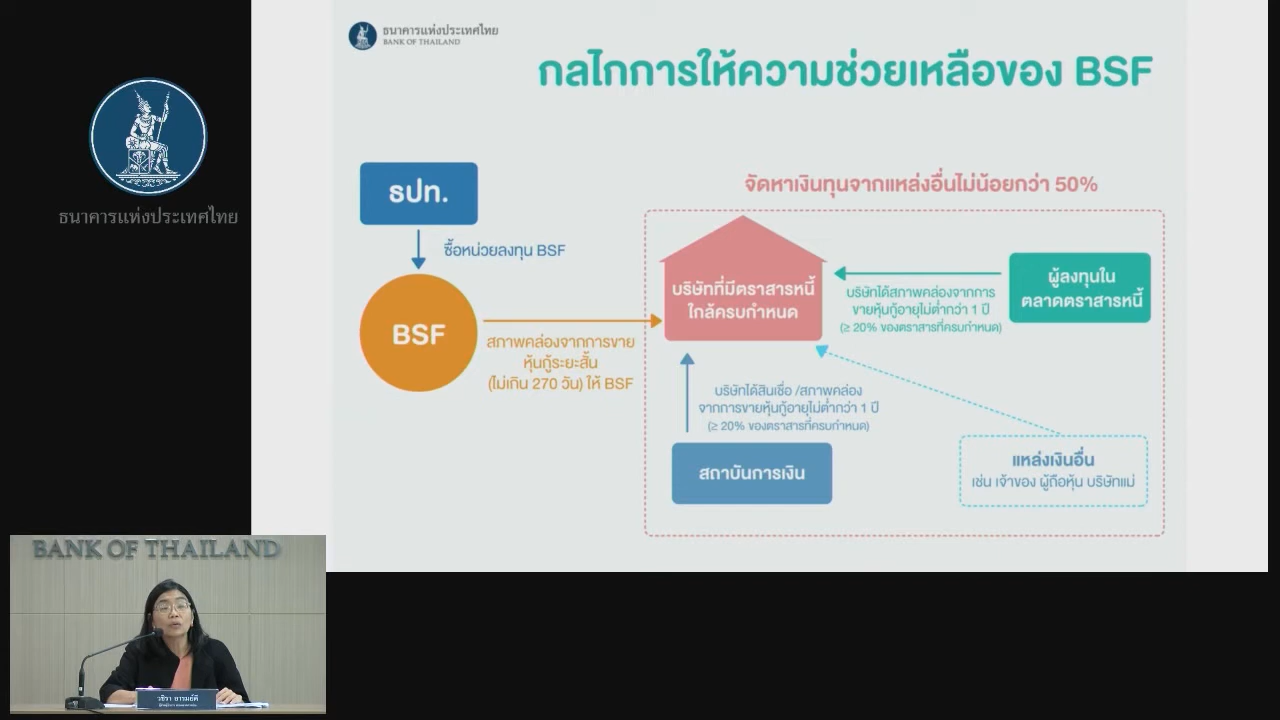 ธนาคารแห่งประเทศไทย
BANK OF THAILAND
กลไกการให้ความช่วยเหลือของ BSF
ธนาคารแห่งประเทศไทย
ธปท.
ซื้อหน่วยลงทุน BSF
BSF
สภาพคล่องจากการขาย
หุ้นกู้ระยะสั้น
(ไม่เกิน 270 วัน) ให้ BSF
จัดหาเงินทุนจากแหล่งอื่นไม่น้อยกว่า 50%
บริษัทที่มีตราสารหนี้
ใกล้ครบกำหนด
ผู้ลงทุนใน
ตลาดตราสารหนี้
บริษัทได้สภาพคล่องจากการ
ขายหุ้นกู้อายุไม่ต่ำกว่า 1 ปี
(≥ 20% ของตราสารที่ครบกำหนด)
บริษัทได้สินเชื่อ /สภาพคล่อง
จากการขายหุ้นกู้อายุไม่ต่ำกว่า 1 ปี
(≥ 20% ของตราสารที่ครบกำหนด)
สถาบันการเงิน
แหล่งเงินอื่น
เช่น เจ้าของ ผู้ถือหุ้น บริษัทแม่
BANK OF THAILAND
วชิรา อารมย์ดี